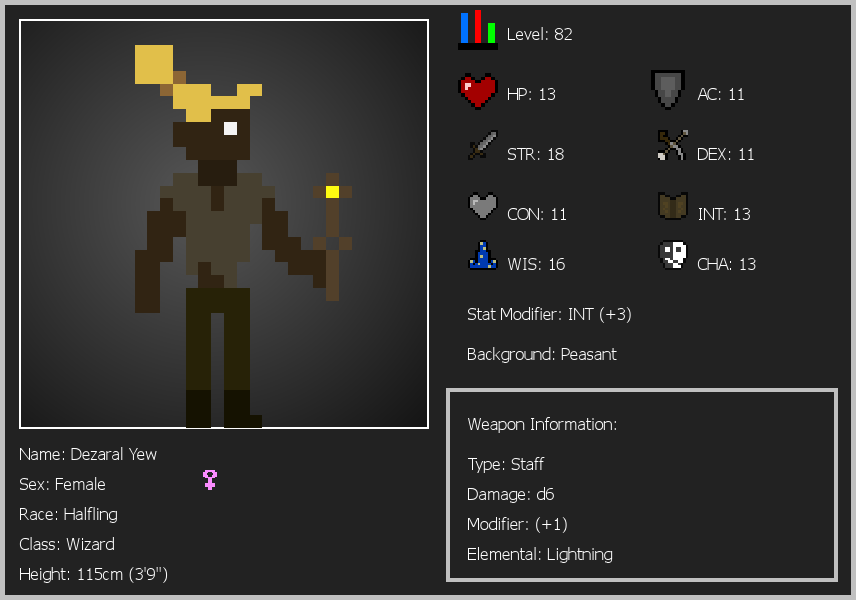 Level: 82
HP: 13
AC: 11
STR: 18
DEX: 11
CON: 11
INT: 13
WIS: 16
CHA: 13
Stat Modifier: INT (+3)
Background: Peasant
Weapon Information:
Type: Staff
Damage: d6
Modifier: (+1)
Elemental: Lightning
Name: Dezaral Yew
Sex: Female
Race: Halfling
Class: Wizard
Height: 115cm (3'9")